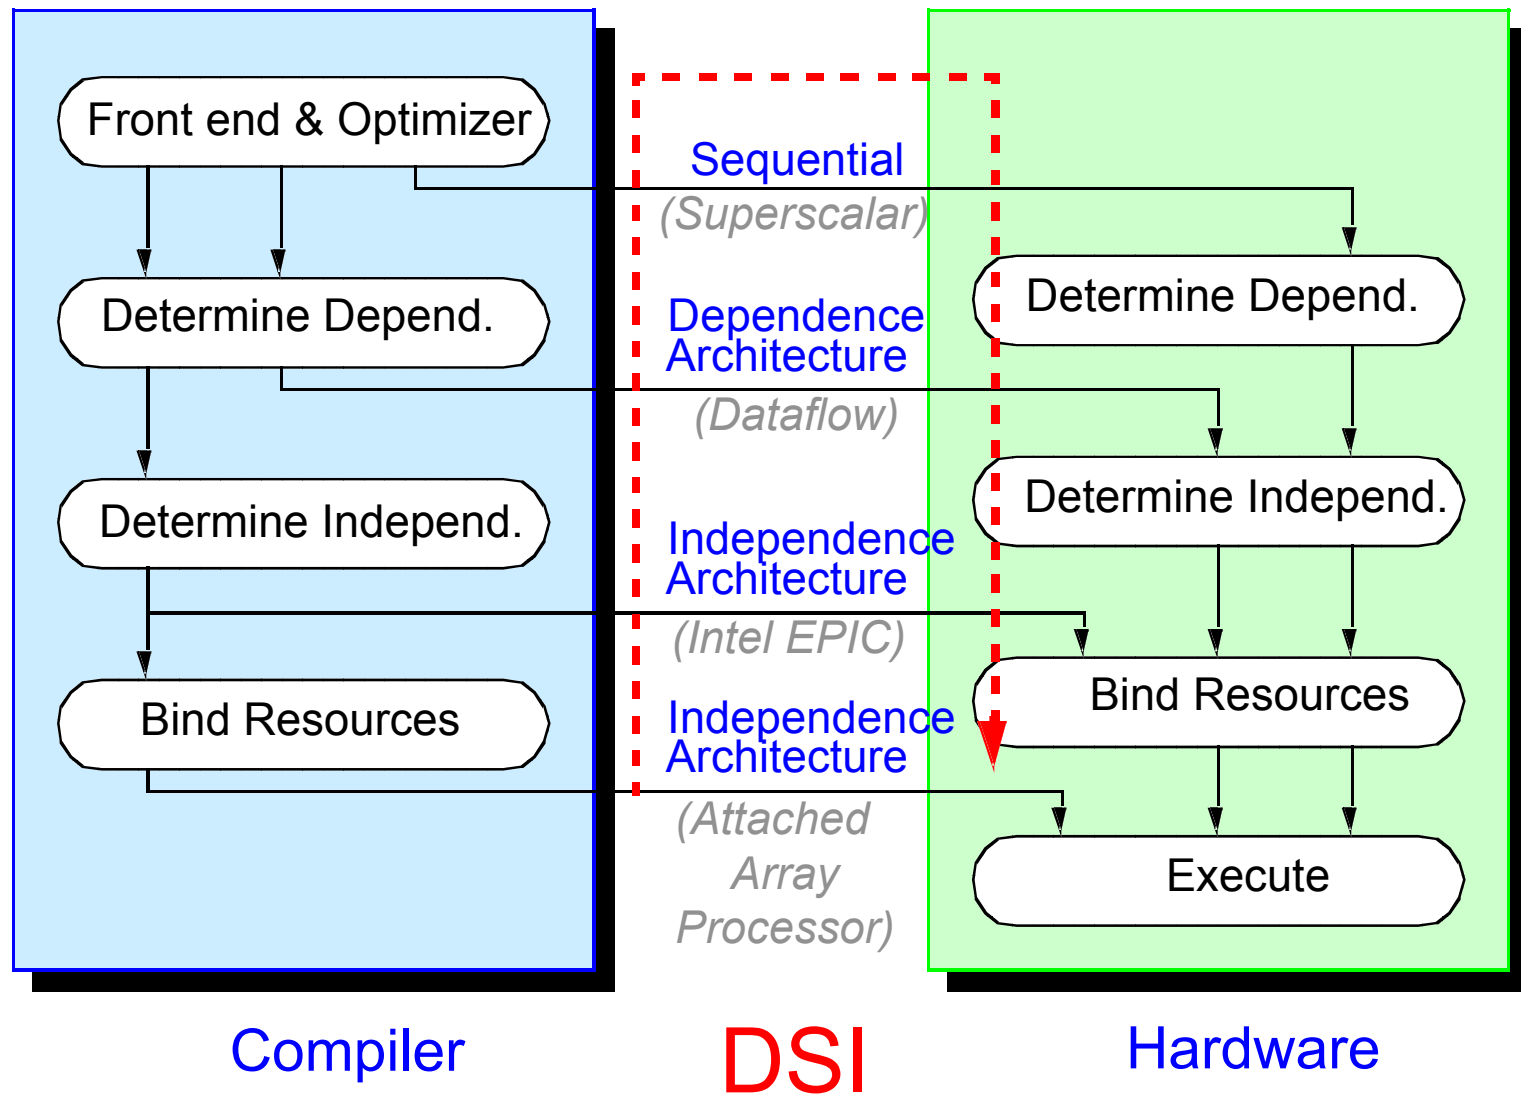 Front end & Optimizer
Determine Depend.
Determine Independ.
Bind Resources
Sequential
(Superscalar)
Dependence
Architecture
(Dataflow)
Independence
Architecture
(Intel EPIC)
Independence
Architecture
(Attached
Array
Processor)
Determine Depend.
Determine Independ.
Bind Resources
Execute
Compiler
DSI
Hardware